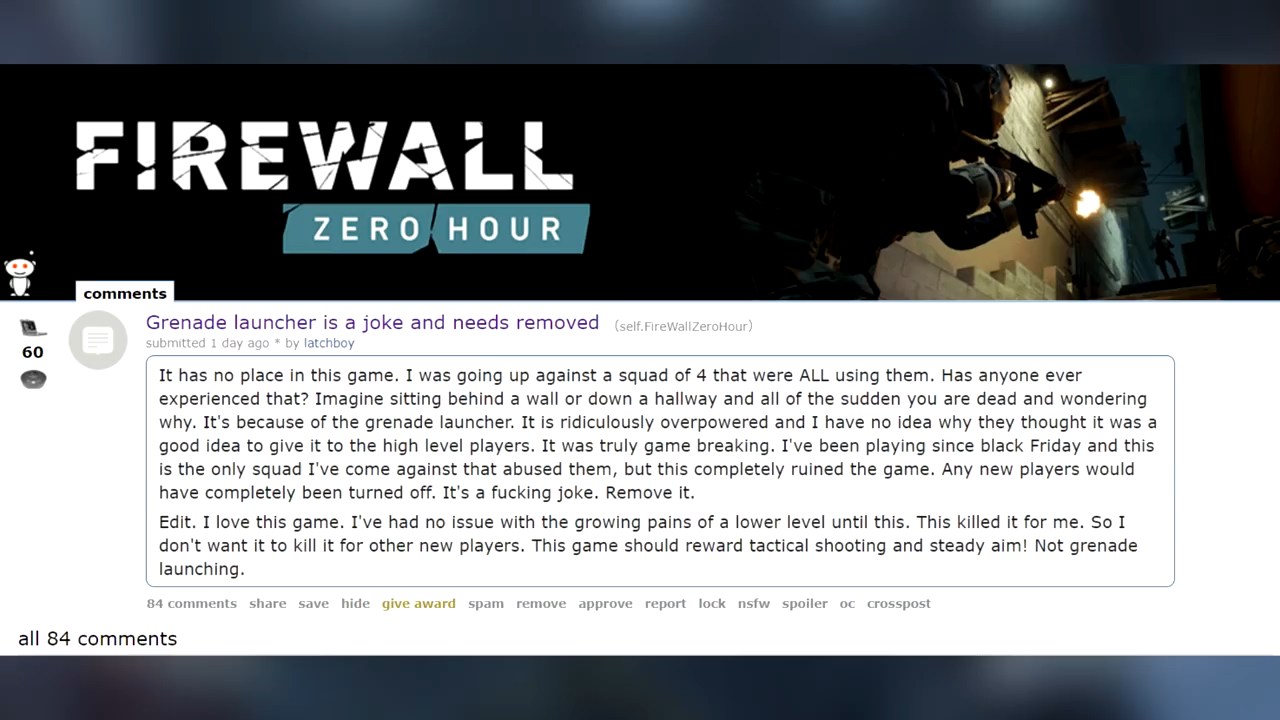 FIREWALL
ZERO HOUR
comments
Grenade launcher is a joke and needs removed (self.FireWallZeroHour)
60
submitted 1 day ago * by latchboy
It has no place in this game. I was going up against a squad of 4 that were ALL using them. Has anyone ever
experienced that? Imagine sitting behind a wall or down a hallway and all of the sudden you are dead and wondering
why. It's because of the grenade launcher. It is ridiculously overpowered and I have no idea why they thought it was a
good idea to give it to the high level players. It was truly game breaking. I've been playing since black Friday and this
is the only squad I've come against that abused them, but this completely ruined the game. Any new players would
have completely been turned off. It's a fucking joke. Remove it.
Edit. I love this game. I've had no issue with the growing pains of a lower level until this. This killed it for me. So I
don't want it to kill it for other new players. This game should reward tactical shooting and steady aim! Not grenade
launching.
84 comments share save hide give award spam remove approve report lock nsfw spoiler oc crosspost
all 84 comments